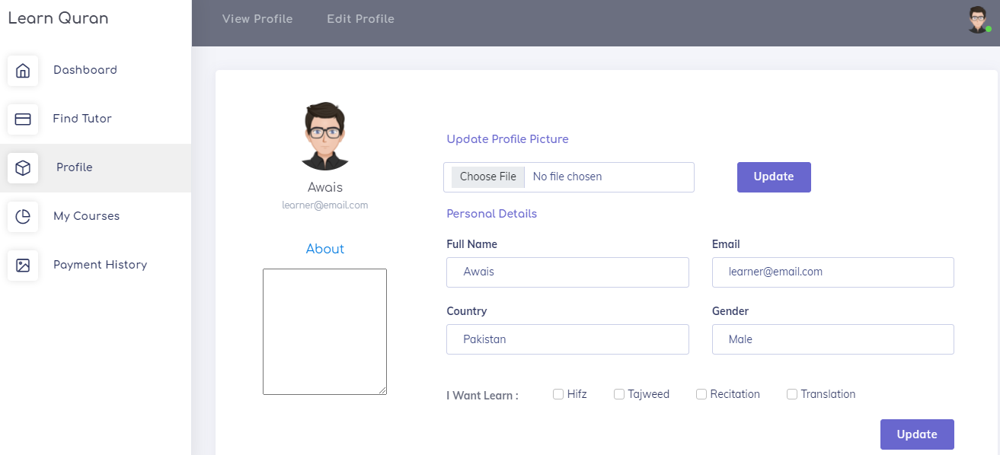 Learn Quran
View Profile
Edit Profile
Dashboard
Find Tutor
Profile
My Courses
Payment History
Awais
learner@email.com
About
Update Profile Picture
Choose File No file chosen
Update
Personal Details
Full Name
Email
Awais
learner@email.com
Country
Gender
Pakistan
Male
I Want Learn : Hifz Tajweed Recitation Translation
Update